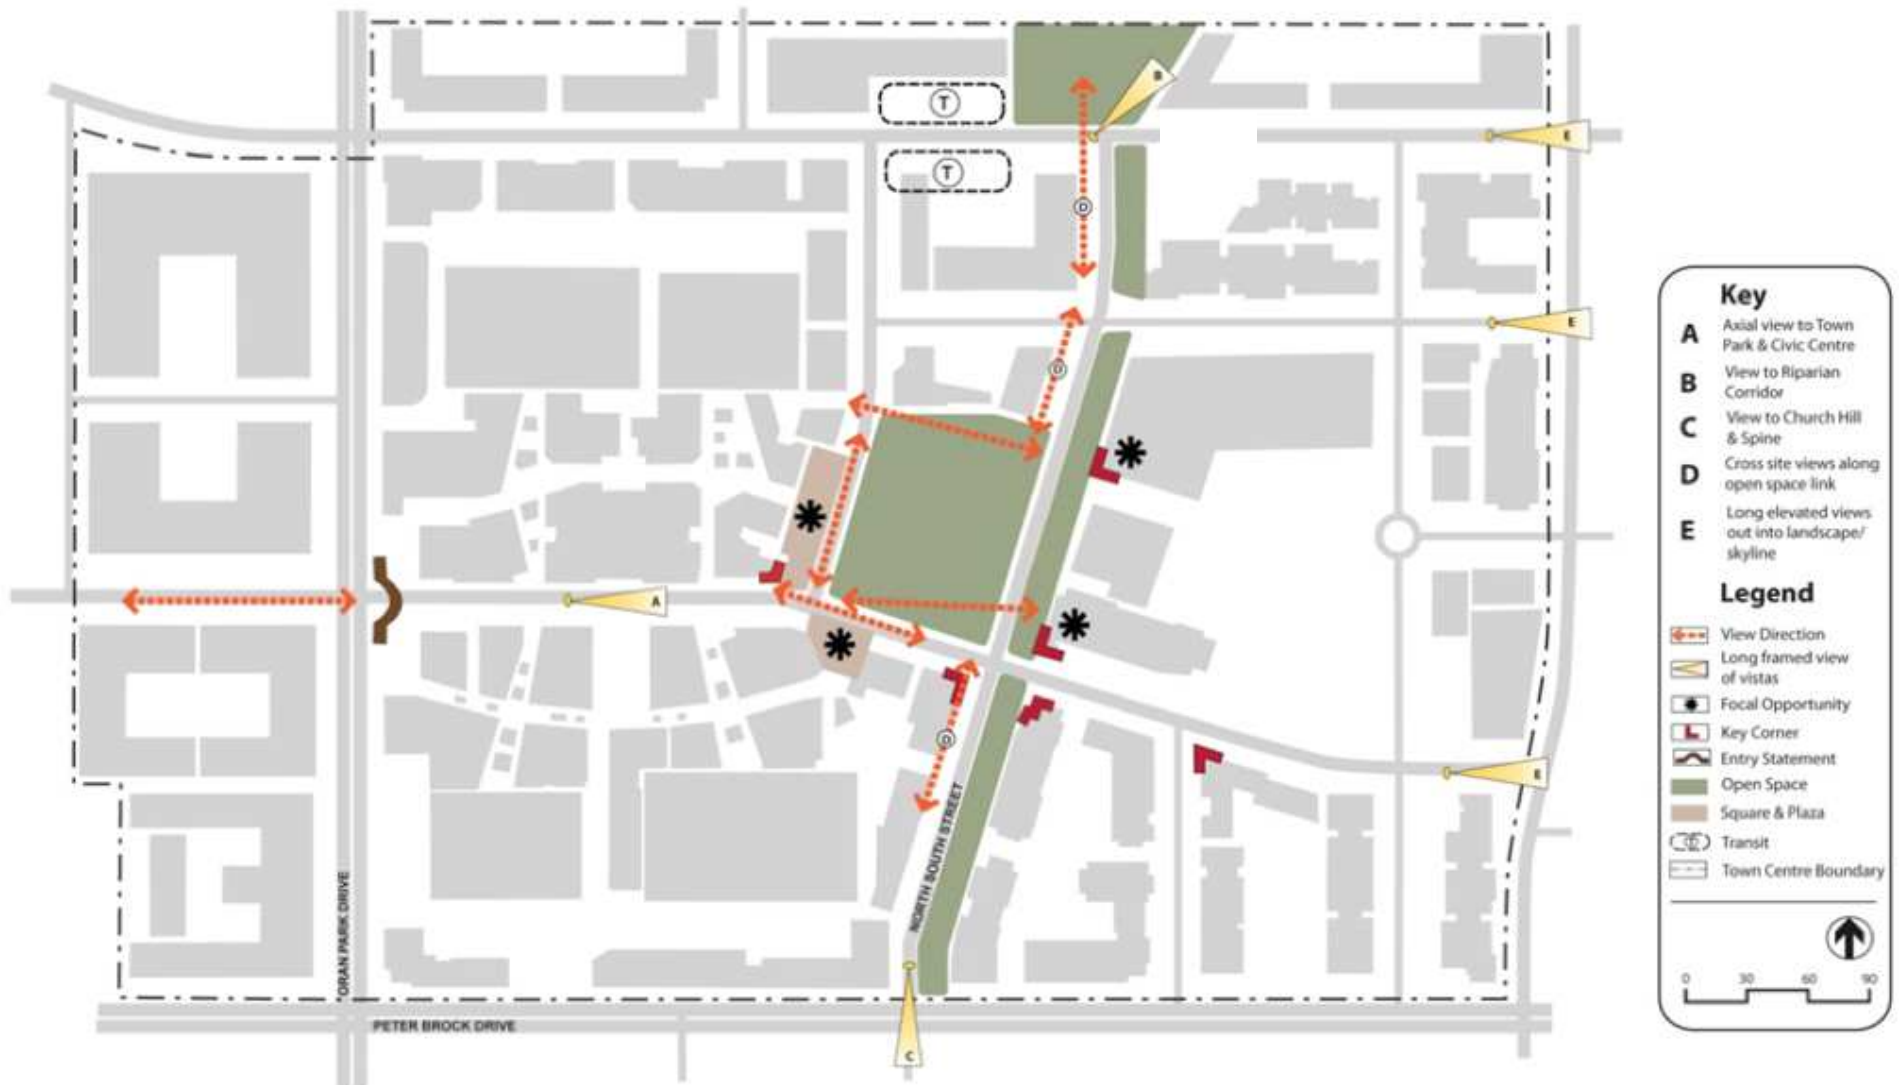 B
T
E
T
D
E
D
A
D
E
NORTH SOUTH STREET
ORAN PARK DRIVE
PETER BROCK DRIVE
C
Key
A Axial view to Town
Park & Civic Centre
B View to Riparian
Corridor
C View to Church Hill
& Spine
D Cross site views along
open space link
E Long elevated views
out into landscape/
skyline
Legend
View Direction
Long framed view
of vistas
Focal Opportunity
Key Corner
Entry Statement
Open Space
Square & Plaza
T Transit
Town Centre Boundary
0 30 60 90